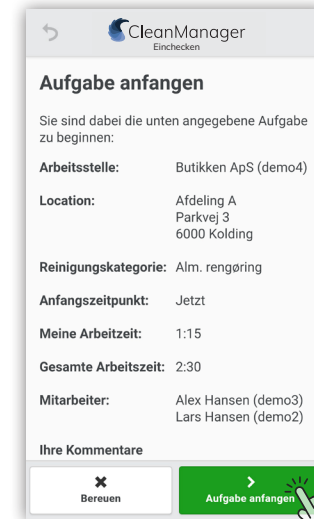 CleanManager
Einchecken
Aufgabe anfangen
Sie sind dabei die unten angegebene Aufgabe
zu beginnen:
Arbeitsstelle: Butikken ApS (demo4)
Location: Afdeling A
Parkvej 3
6000 Kolding
Reinigungskategorie: Alm. rengøring
Anfangszeitpunkt: Jetzt
Meine Arbeitzeit: 1:15
Gesamte Arbeitszeit: 2:30
Mitarbeiter: Alex Hansen (demo3)
Lars Hansen (demo2)
Ihre Kommentare
Bereuen
Aufgabe anfangen